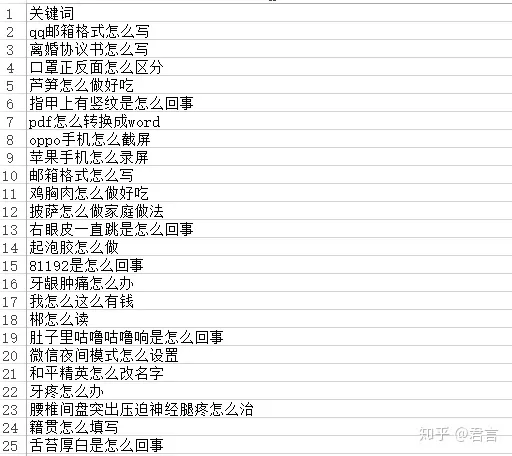 1 关键词
2 qq邮箱格式怎么写
3 离婚协议书怎么写
4 口罩正反面怎么区分
5 芦笋怎么做好吃
6 指甲上有竖纹是怎么回事
7 pdf怎么转换成word
8 oppo手机怎么截屏
9 苹果手机怎么录屏
10 邮箱格式怎么写
11 鸡胸肉怎么做好吃
12 披萨怎么做家庭做法
13 右眼皮一直跳是怎么回事
14 起泡胶怎么做
15 81192是怎么回事
16 牙龈肿痛怎么办
17 我怎么这么有钱
18 郴怎么读
19 肚子里咕噜咕噜响是怎么回事
20 微信夜间模式怎么设置
21 和平精英怎么改名字
22 牙疼怎么办
23 腰椎间盘突出压迫神经腿疼怎么治
24 籍贯怎么填写
25 舌苔厚白是怎么回事
知乎 @君言